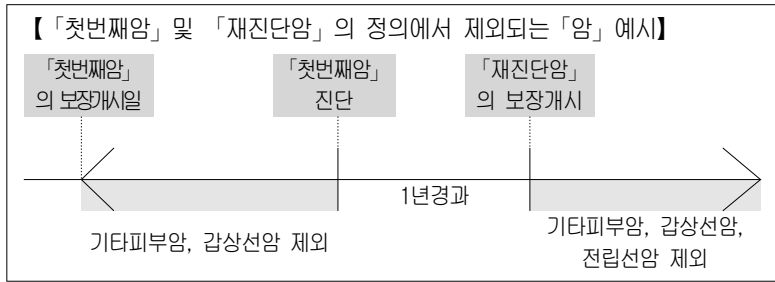 【「첫번째암」 및 「재진단암」의 정의에서 제외되는「암」예시】
「첫번째암」
의 보장개시일
「첫번째암」
진단
「재진단암」
의 보장개시
1년경과
기타피부암, 갑상선암 제외
기타피부암, 갑상선암,
전립선암 제외